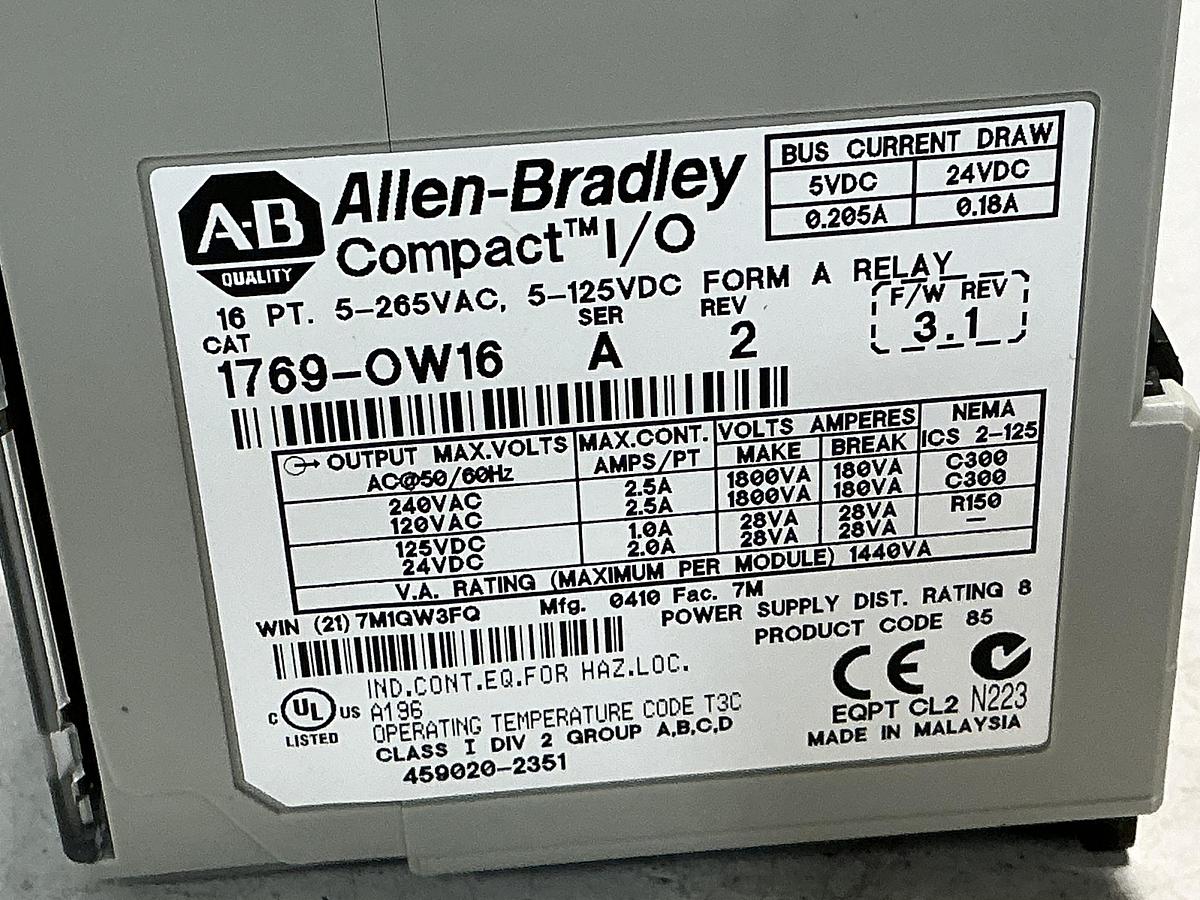 A-B
QUALITY
Allen-Bradley
Compact™ I/O
BUS CURRENT DRAW
5VDC 24VDC
0.205A 0.18A
16 PT. 5-265VAC, 5-125VDC FORM A RELAY
CAT SER REV F/W REV
1769-OW16 A 2 3.1
OUTPUT MAX.VOLTS MAX.CONT. VOLTS AMPERES NEMA
AC@50/60Hz AMPS/PT MAKE BREAK ICS 2-125
240VAC 2.5A 1800VA 180VA C300
120VAC 2.5A 1800VA 180VA C300
125VDC 1.0A 28VA 28VA R150
24VDC 2.0A 28VA 28VA —
V.A. RATING (MAXIMUM PER MODULE) 1440VA
WIN (21) 7M1QW3FQ Mfg. 0410 Fac. 7M
POWER SUPPLY DIST. RATING 8
PRODUCT CODE 85
IND.CONT.EQ.FOR HAZ.LOC.
C UL US
LISTED
A196
OPERATING TEMPERATURE CODE T3C
CLASS I DIV 2 GROUP A,B,C,D
459020-2351
CE
EQPT CL2 N223
MADE IN MALAYSIA